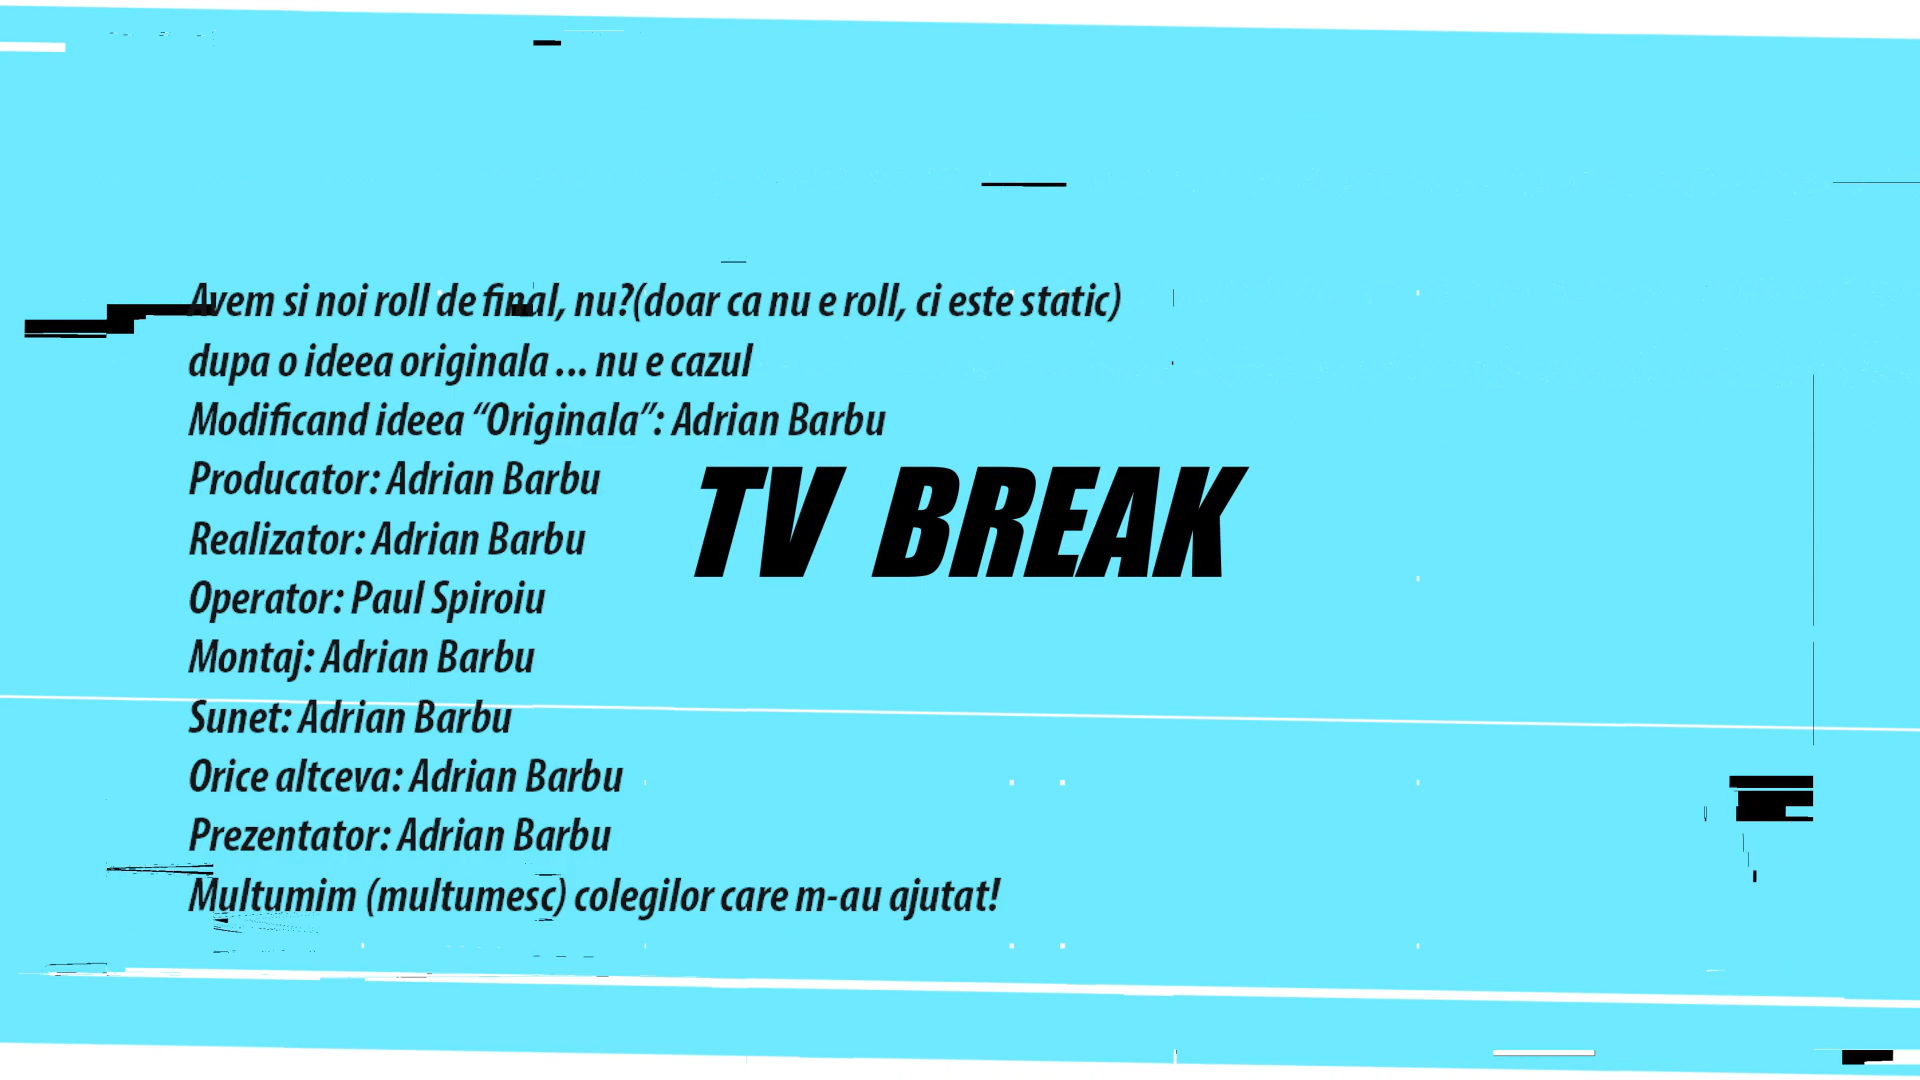 Avem si noi roll de final, nu?(doar ca nu e roll, ci este static)
dupa o ideea originala ... nu e cazul
Modificand ideea “Originala”: Adrian Barbu
Producator: Adrian Barbu
TV BREAK
Realizator: Adrian Barbu
Operator: Paul Spiroiu
Montaj: Adrian Barbu
Sunet: Adrian Barbu
Orice altceva: Adrian Barbu
Prezentator: Adrian Barbu
Multumim (multumesc) colegilor care m-au ajutat!